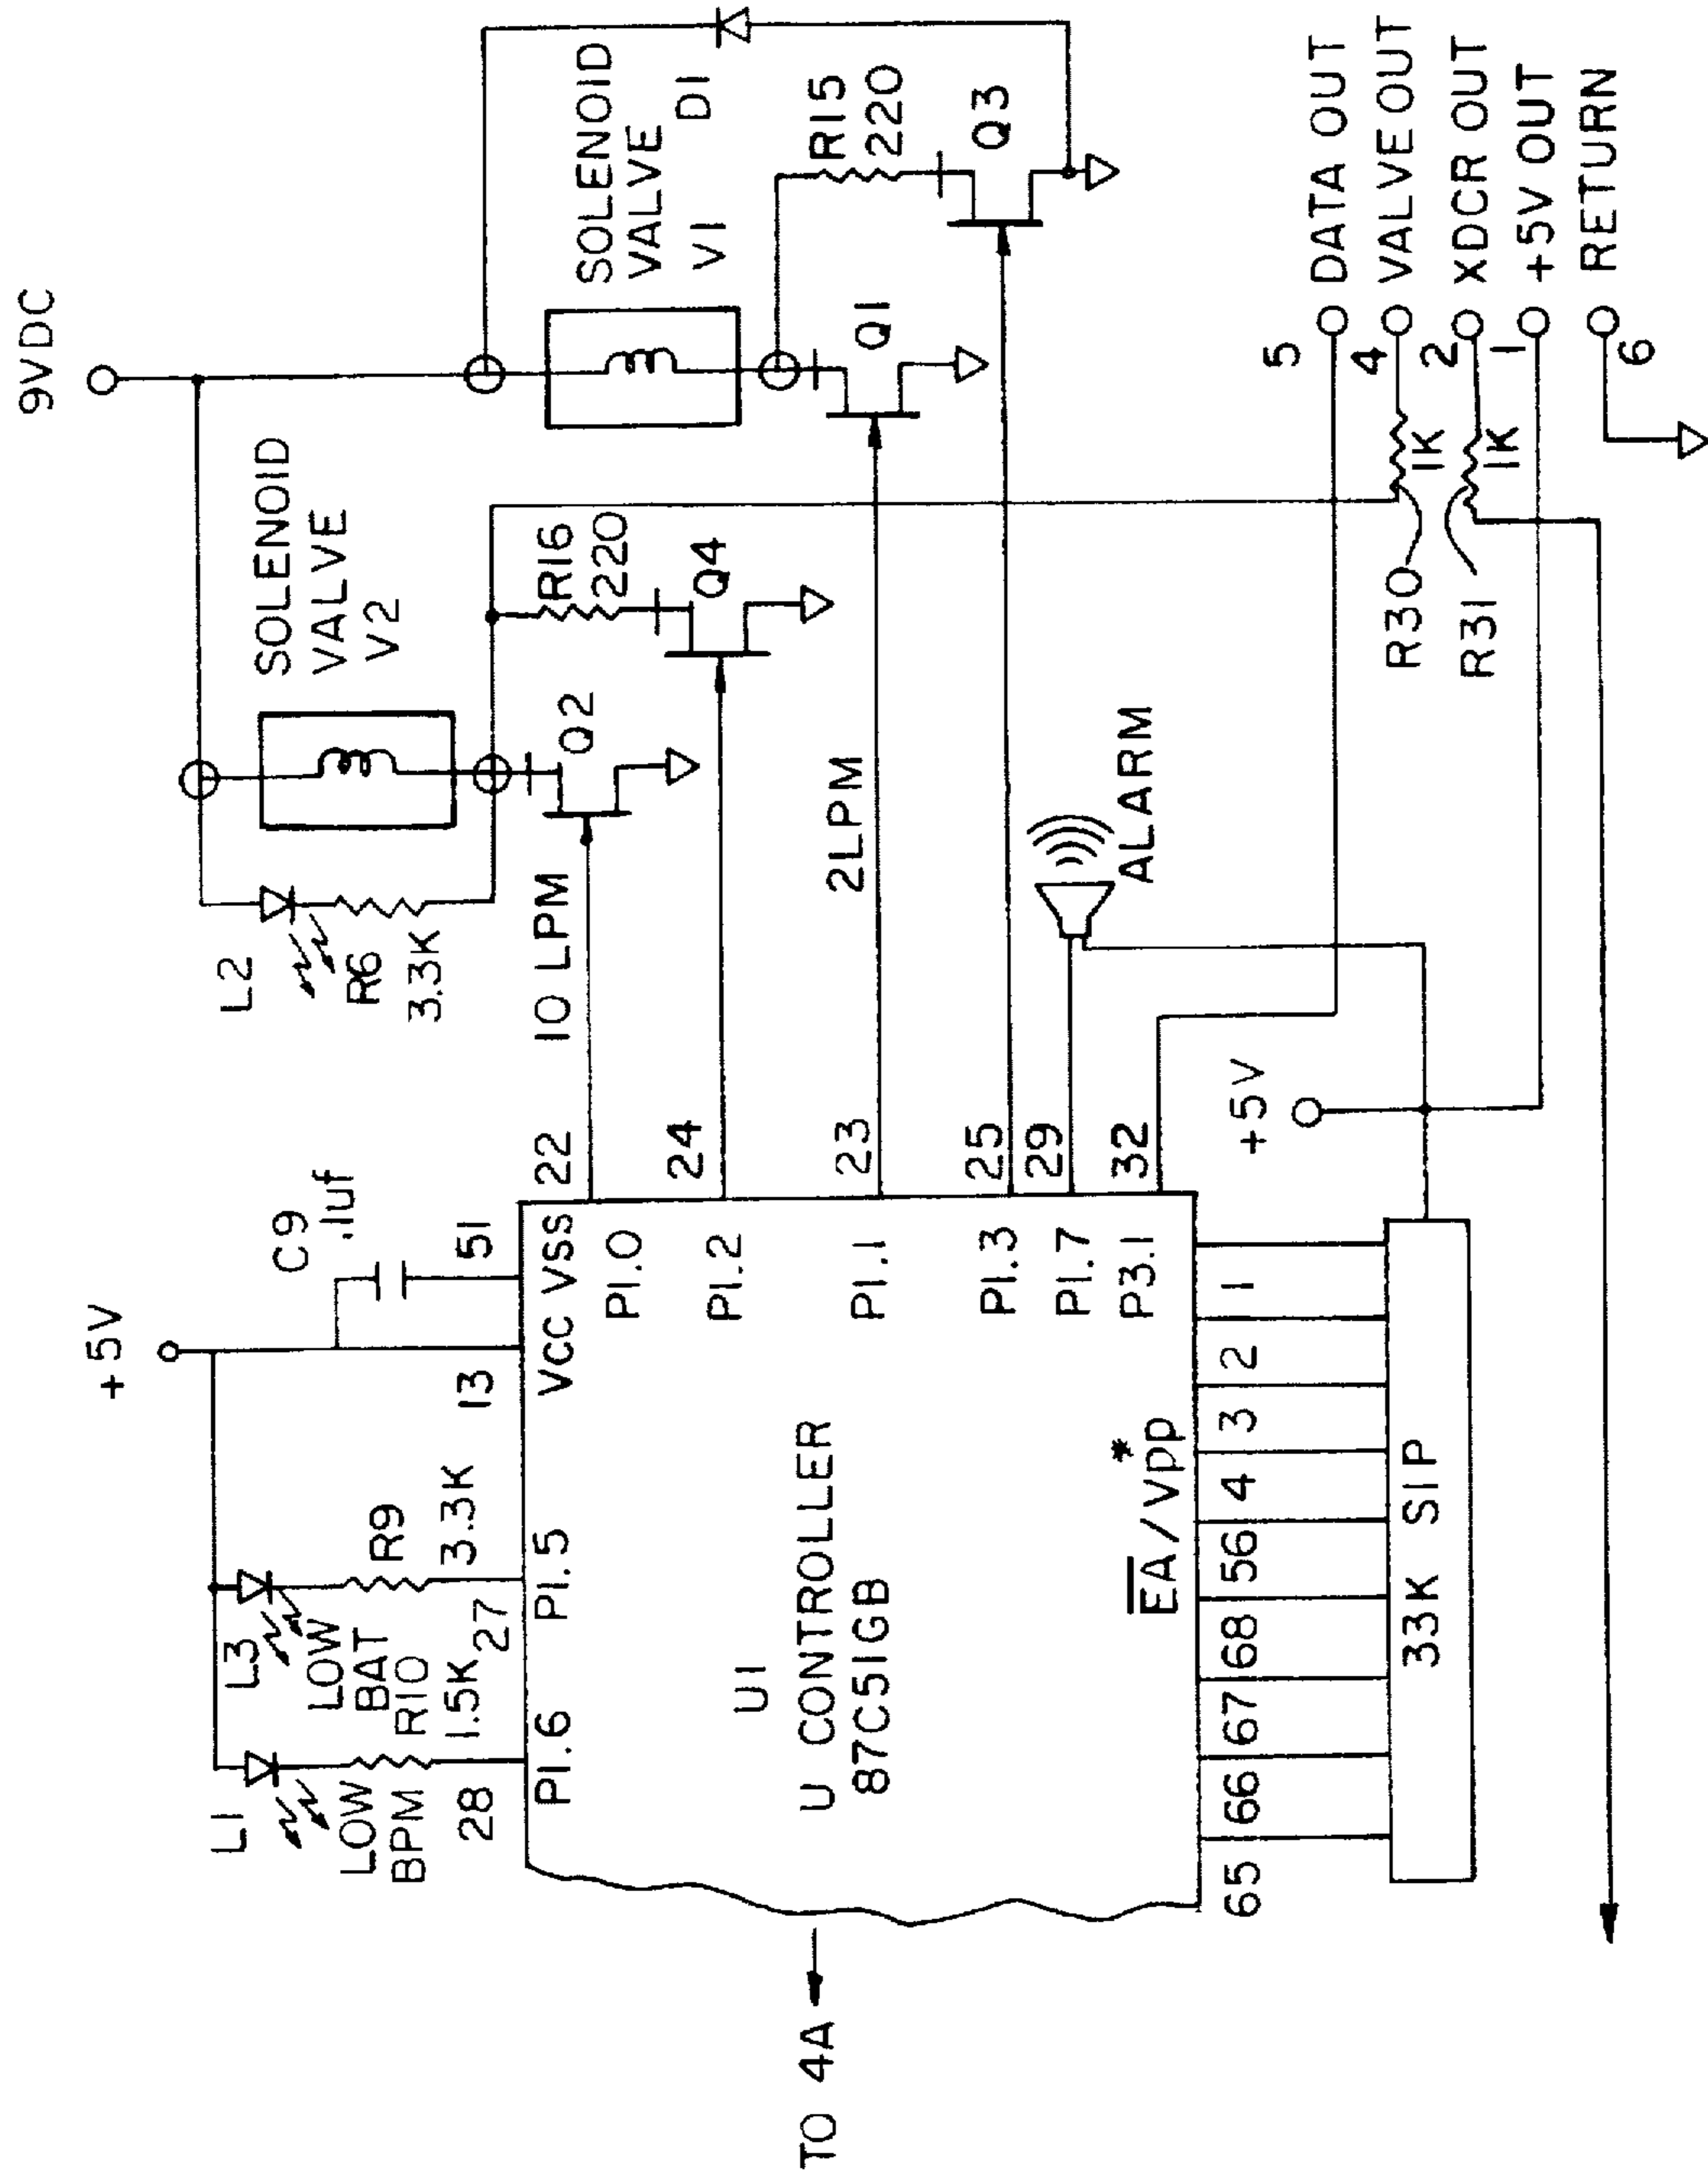 9VDC
SOLENOID
VALVE
V2
SOLENOID
VALVE
V1
D1
L2
R6
3.3K
R16
220
R15
220
Q2
Q4
Q1
Q3
10 LPM
2LPM
ALARM
+5V
C9
.1uf
L1
LOW
BPM
L3
LOW
BAT
R10
1.5K
R9
3.3K
28
27
13
51
22
24
23
25
29
32
P1.6
P1.5
VCC
VSS
P1.0
P1.2
P1.1
P1.3
P1.7
P3.1
U1
U CONTROLLER
87C51GB
EA/Vpp*
TO 4A
65
66
67
68
56
4
3
2
1
33K SIP
+5V
R30
1K
R31
1K
5
DATA OUT
4
VALVE OUT
2
XDCR OUT
1
+5V OUT
6
RETURN